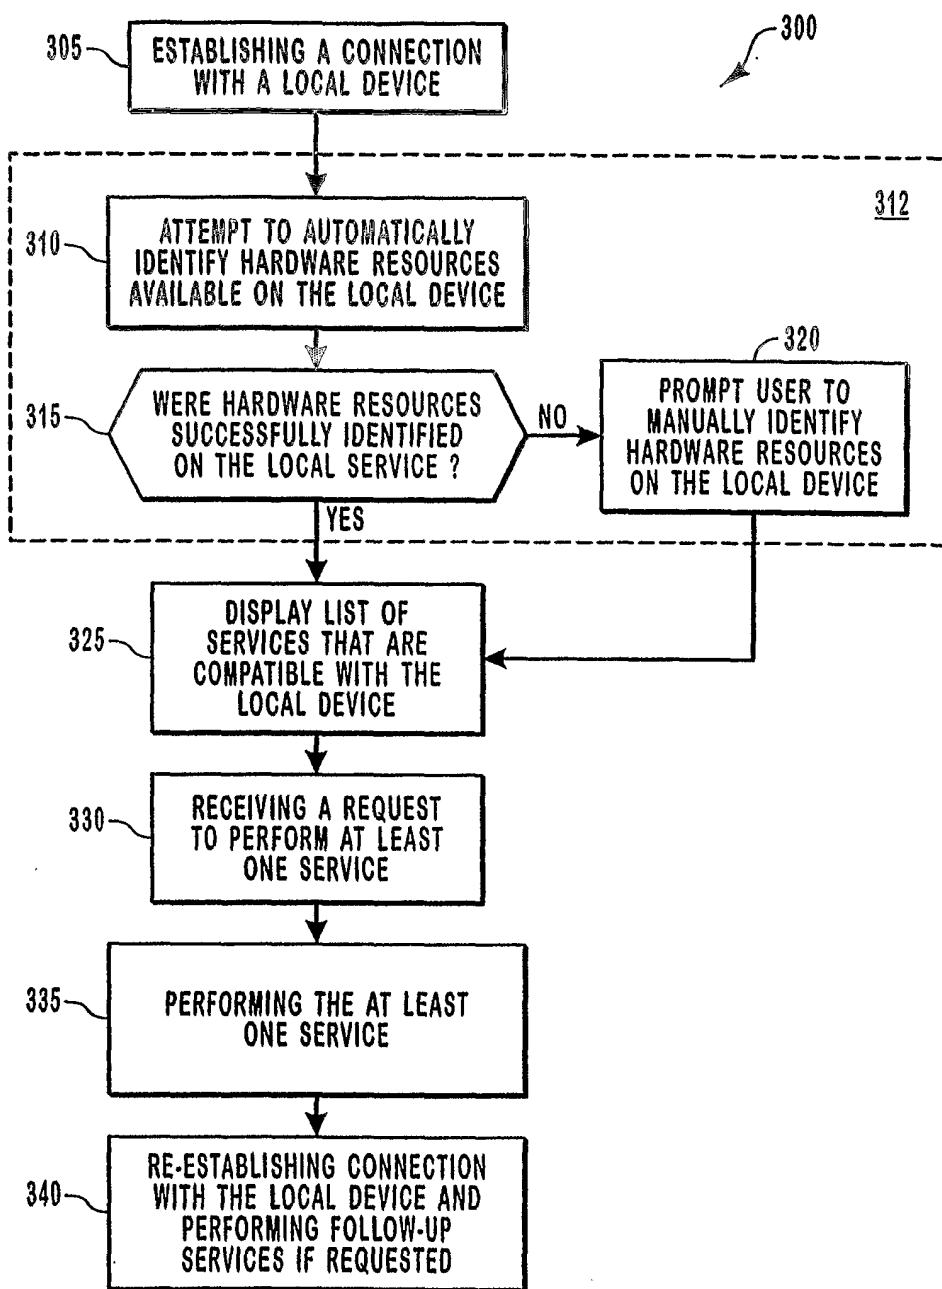 300
305
ESTABLISHING A CONNECTION
WITH A LOCAL DEVICE
312
310
ATTEMPT TO AUTOMATICALLY
IDENTIFY HARDWARE RESOURCES
AVAILABLE ON THE LOCAL DEVICE
315
WERE HARDWARE RESOURCES
SUCCESSFULLY IDENTIFIED
ON THE LOCAL SERVICE ?
NO
YES
320
PROMPT USER TO
MANUALLY IDENTIFY
HARDWARE RESOURCES
ON THE LOCAL DEVICE
325
DISPLAY LIST OF
SERVICES THAT ARE
COMPATIBLE WITH THE
LOCAL DEVICE
330
RECEIVING A REQUEST
TO PERFORM AT LEAST
ONE SERVICE
335
PERFORMING THE AT LEAST
ONE SERVICE
340
RE-ESTABLISHING CONNECTION
WITH THE LOCAL DEVICE AND
PERFORMING FOLLOW-UP
SERVICES IF REQUESTED